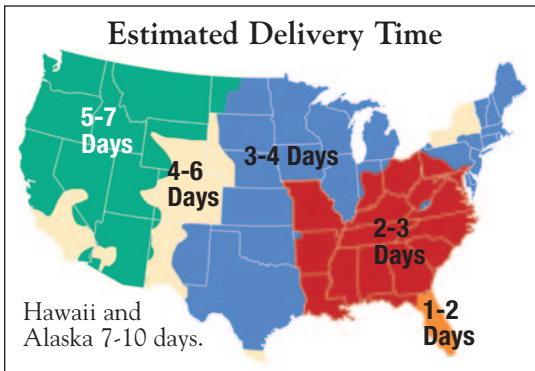 Estimated Delivery Time
5-7
Days
4-6
Days
3-4 Days
2-3
Days
1-2
Days
Hawaii and
Alaska 7-10 days.